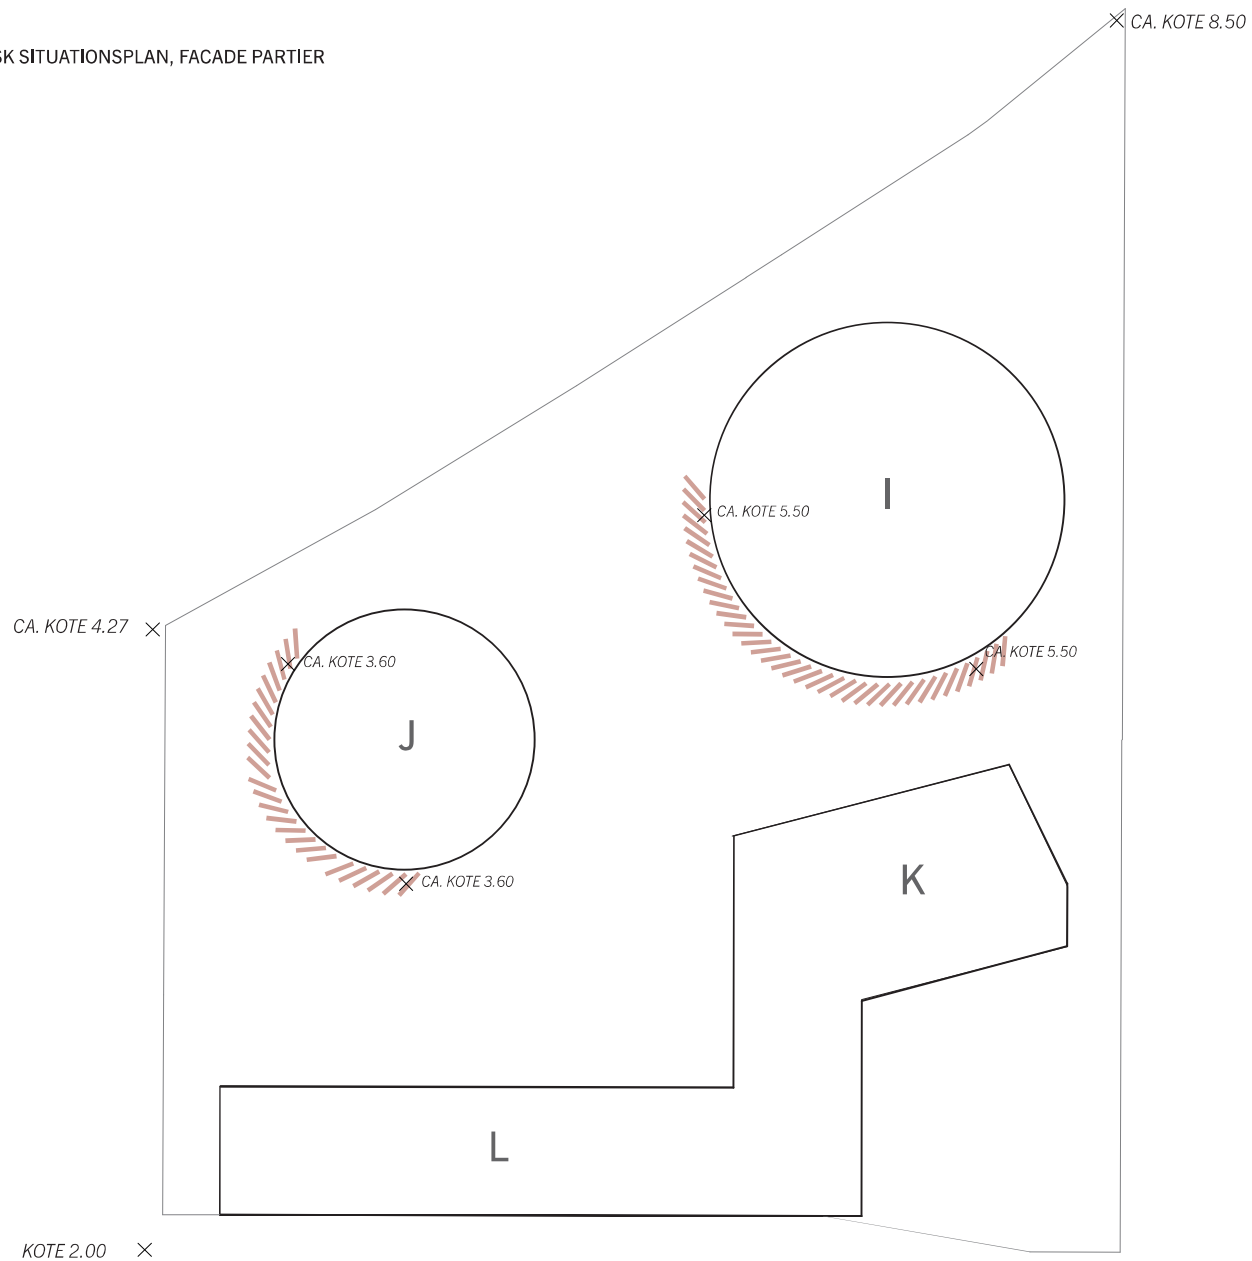 CA. KOTE 8.50
SK SITUATIONSPLAN, FACADE PARTIER
I
CA. KOTE 5.50
CA. KOTE 4.27
CA. KOTE 5.50
CA. KOTE 3.60
J
K
CA. KOTE 3.60
L
KOTE 2.00